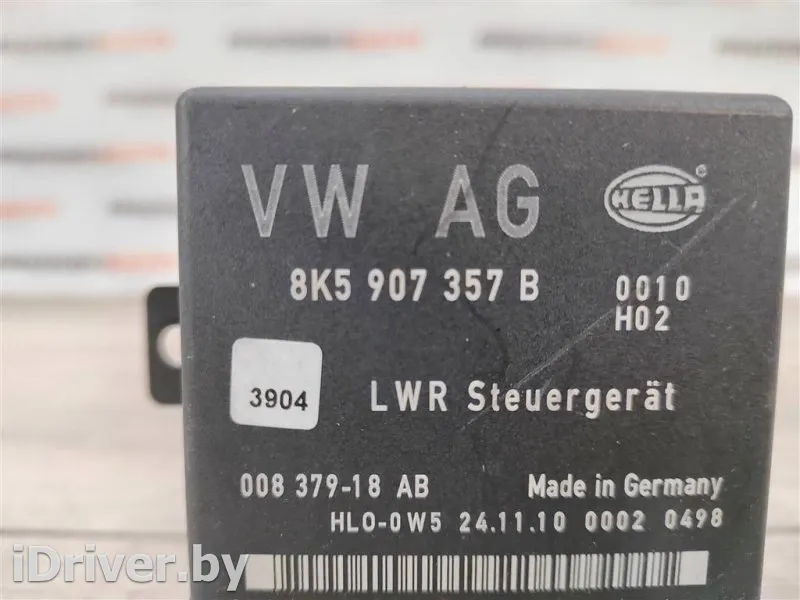 VW AG
HELLA
8K5 907 357 B
0010
H02
3904
LWR Steuergerät
008 379-18 AB
Made in Germany
HLO-0W5 24.11.10 0002 0498
iDriver.by